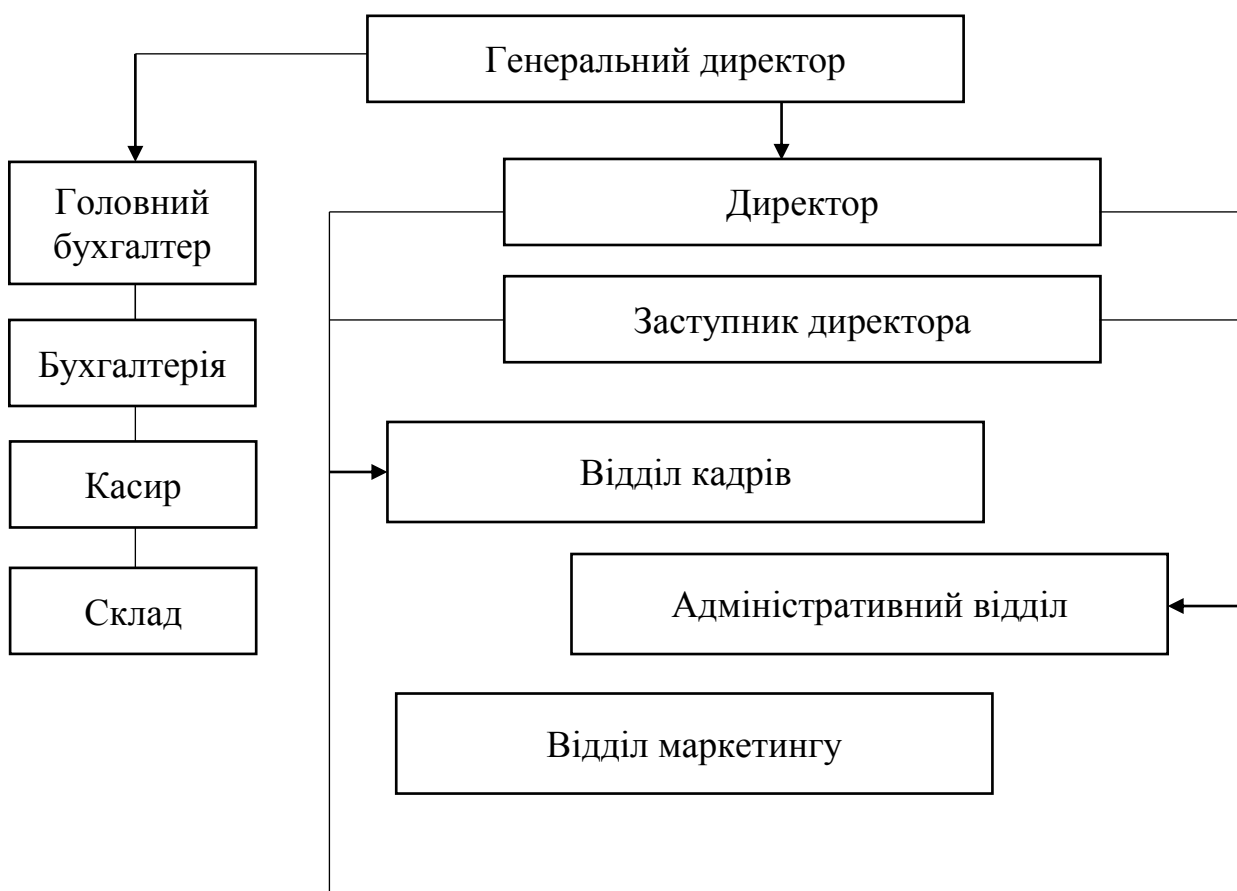 Генеральний директор
Головний
бухгалтер
Директор
Заступник директора
Бухгалтерія
Відділ кадрів
Касир
Адміністративний відділ
Склад
Відділ маркетингу